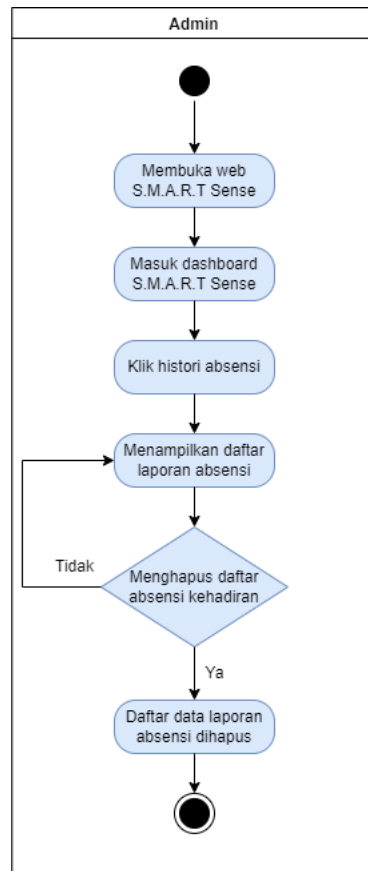 Admin
Membuka web
S.M.A.R.T Sense
Masuk dashboard
S.M.A.R.T Sense
Klik histori absensi
Menampilkan daftar
laporan absensi
Menghapus daftar
absensi kehadiran
Tidak
Ya
Daftar data laporan
absensi dihapus